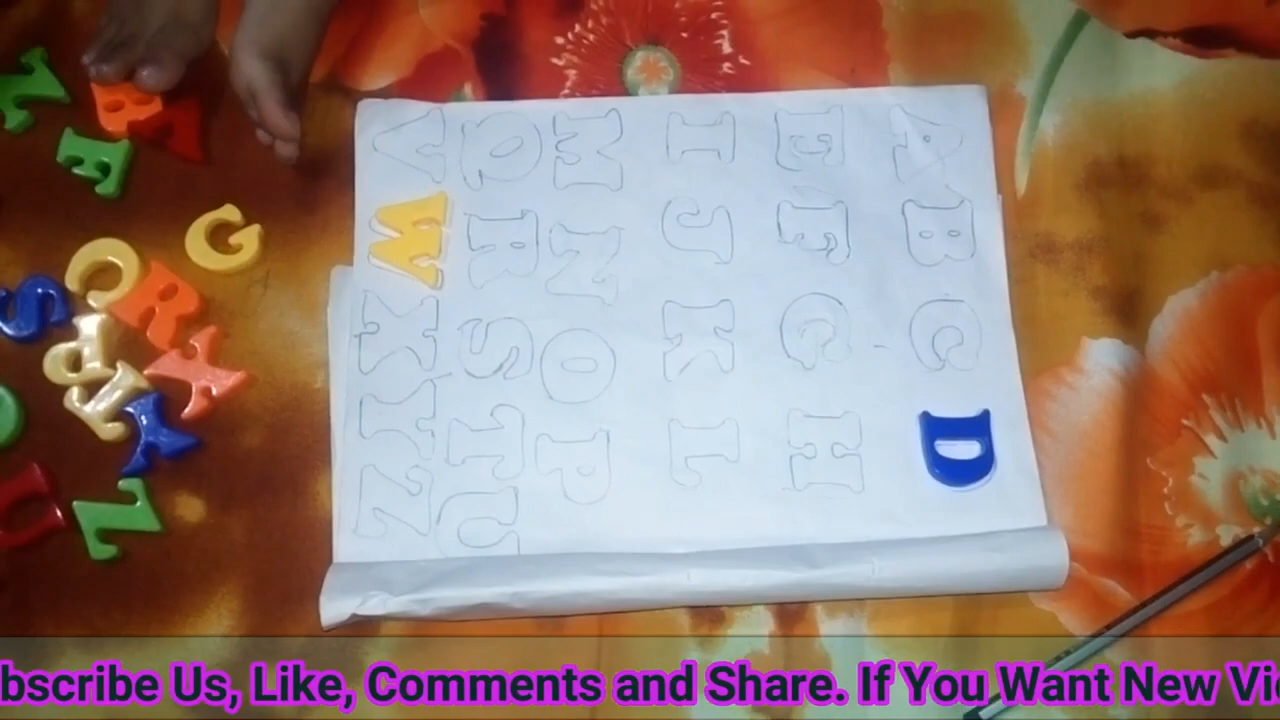 A B C D
E F G H
I J K L
M N O P
Q R S T U
V W X Y Z
bscribe Us, Like, Comments and Share. If You Want New Vi